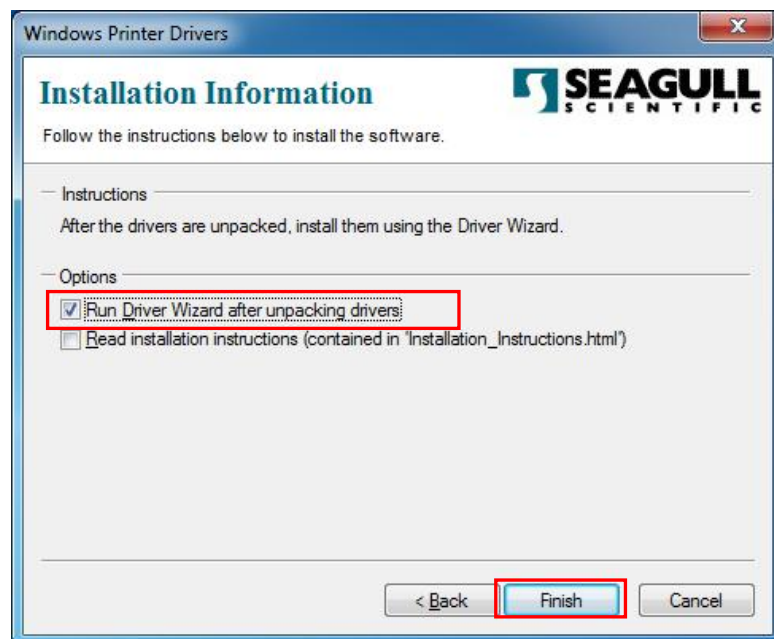 Windows Printer Drivers
Installation Information
SEAGULL
SCIENTIFIC
Follow the instructions below to install the software.
Instructions
After the drivers are unpacked, install them using the Driver Wizard.
Options
Run Driver Wizard after unpacking drivers
Read installation instructions (contained in 'Installation_Instructions.html')
< Back
Finish
Cancel